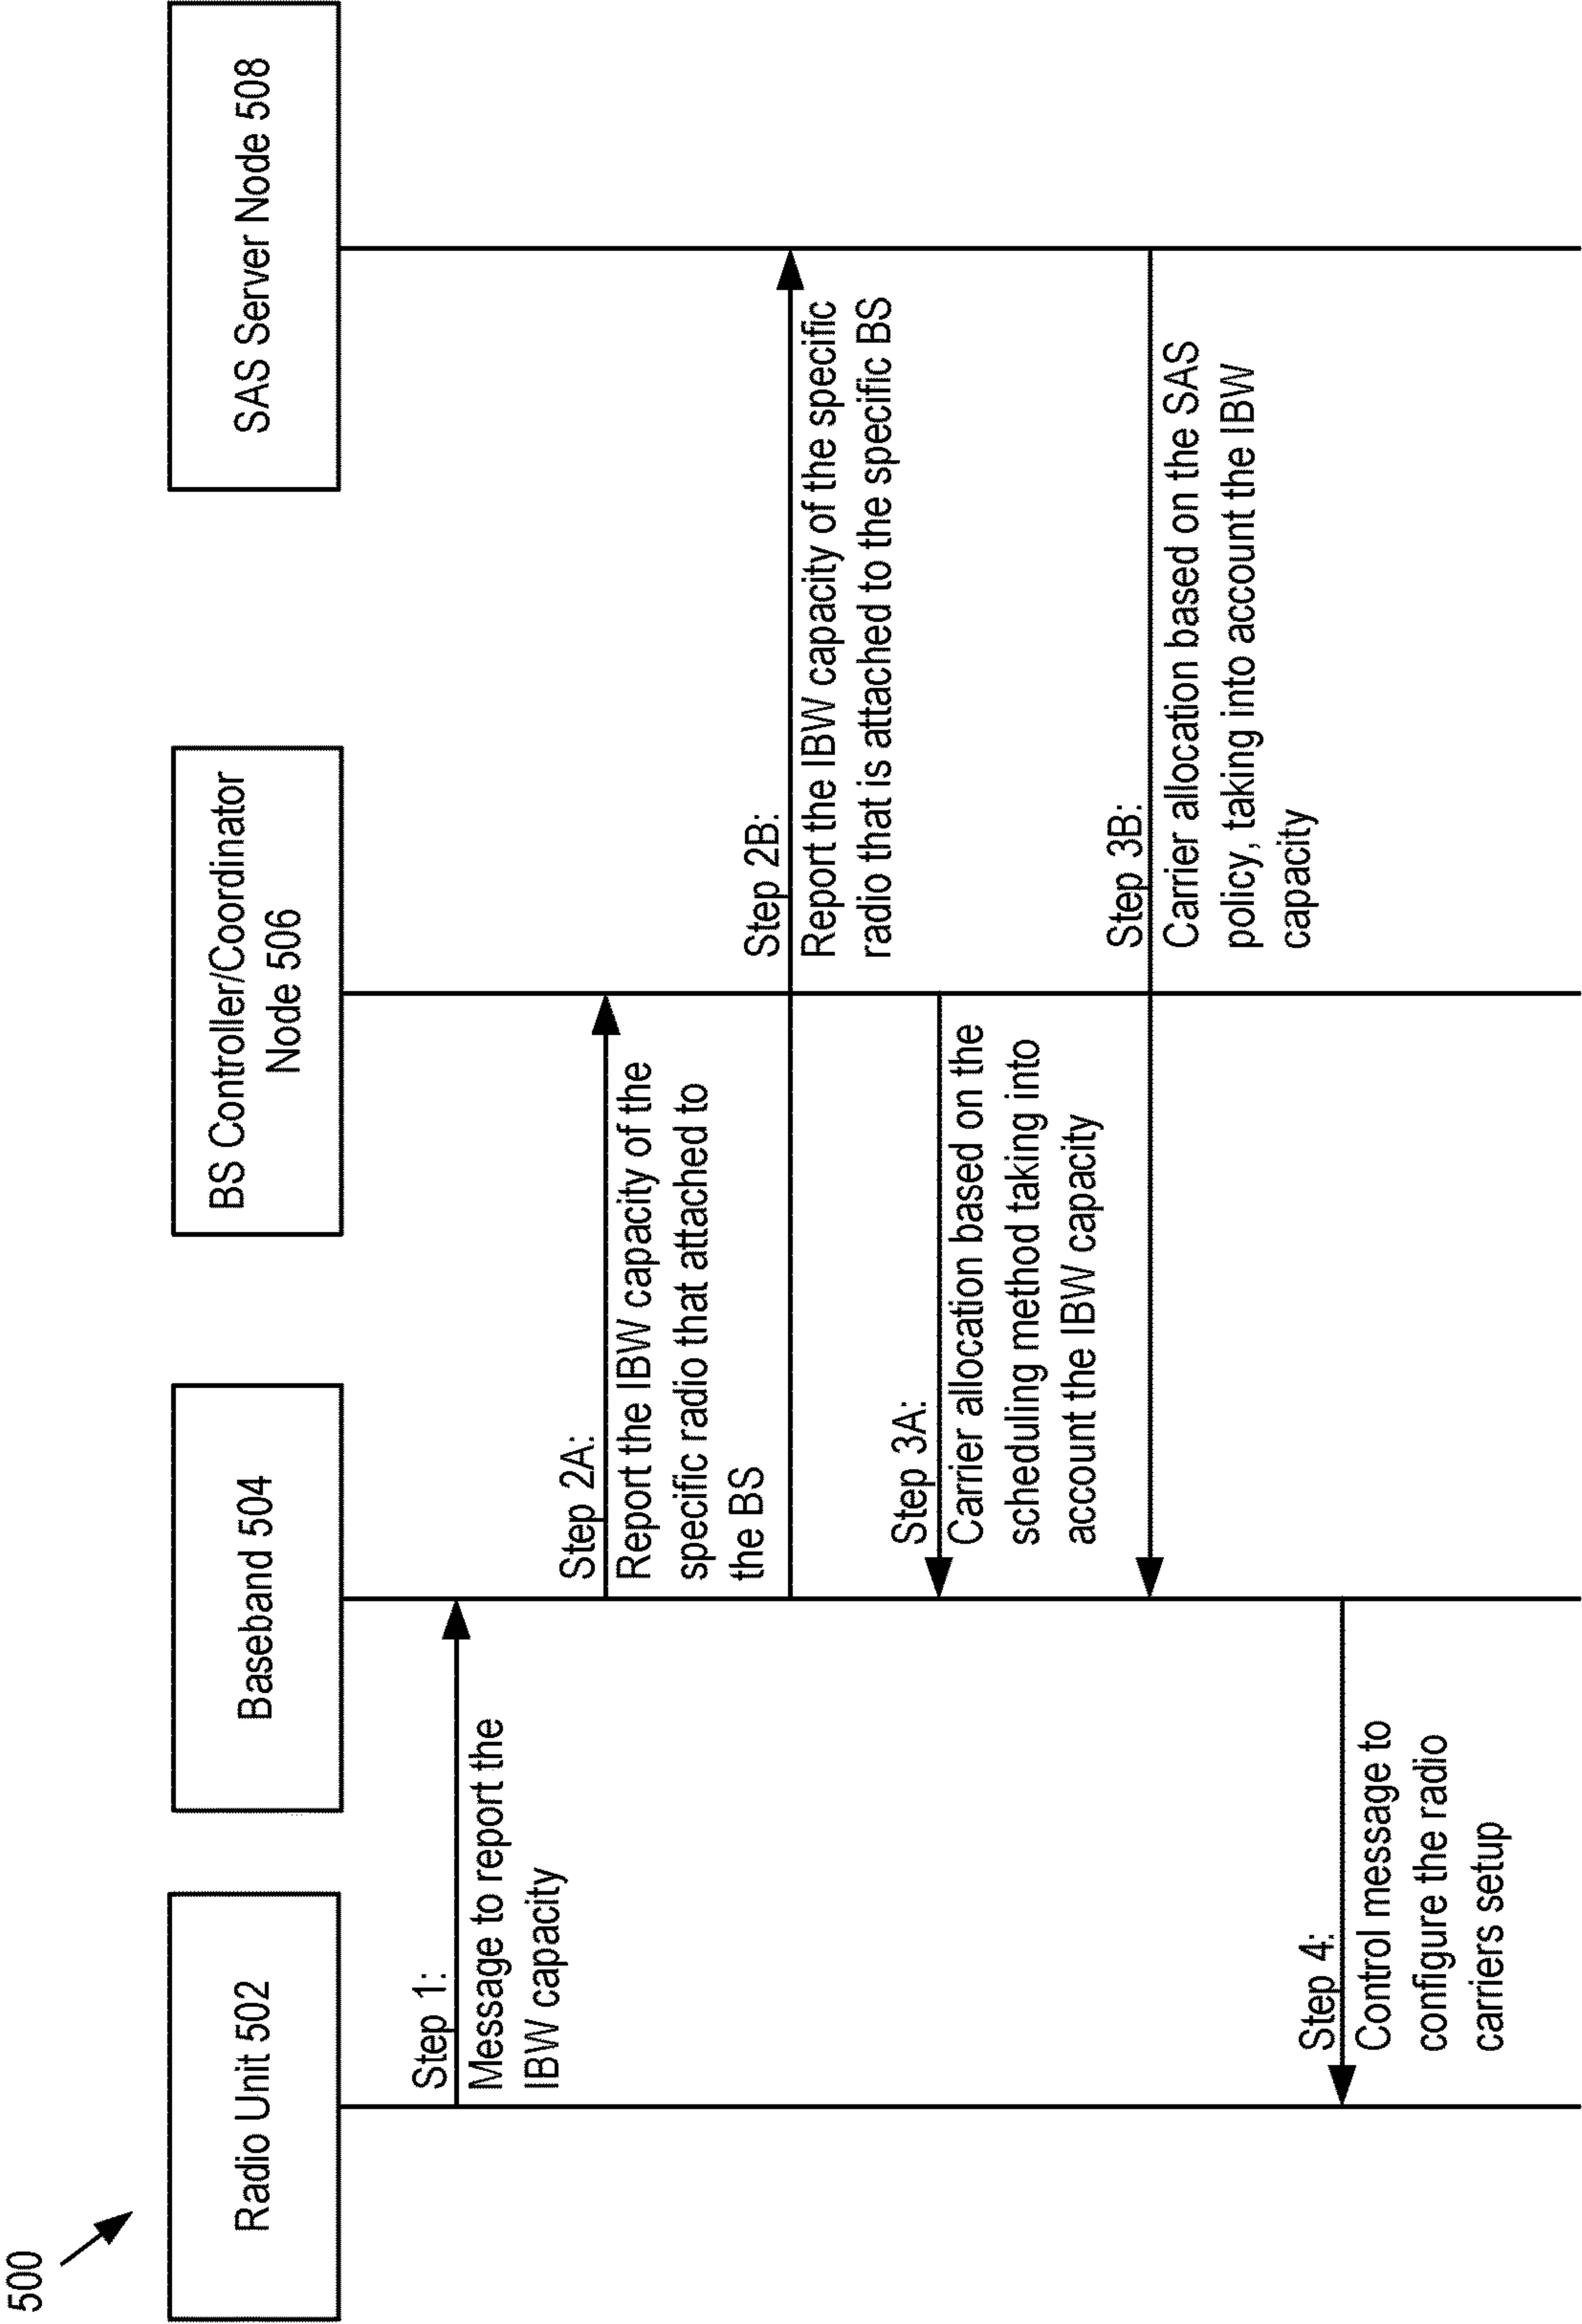 500
Radio Unit 502
Baseband 504
BS Controller/Coordinator
Node 506
SAS Server Node 508
Step 1:
Message to report the
IBW capacity
Step 2A:
Report the IBW capacity of the
specific radio that attached to
the BS
Step 2B:
Report the IBW capacity of the specific
radio that is attached to the specific BS
Step 3A:
Carrier allocation based on the
scheduling method taking into
account the IBW capacity
Step 3B:
Carrier allocation based on the SAS
policy, taking into account the IBW
capacity
Step 4:
Control message to
configure the radio
carriers setup